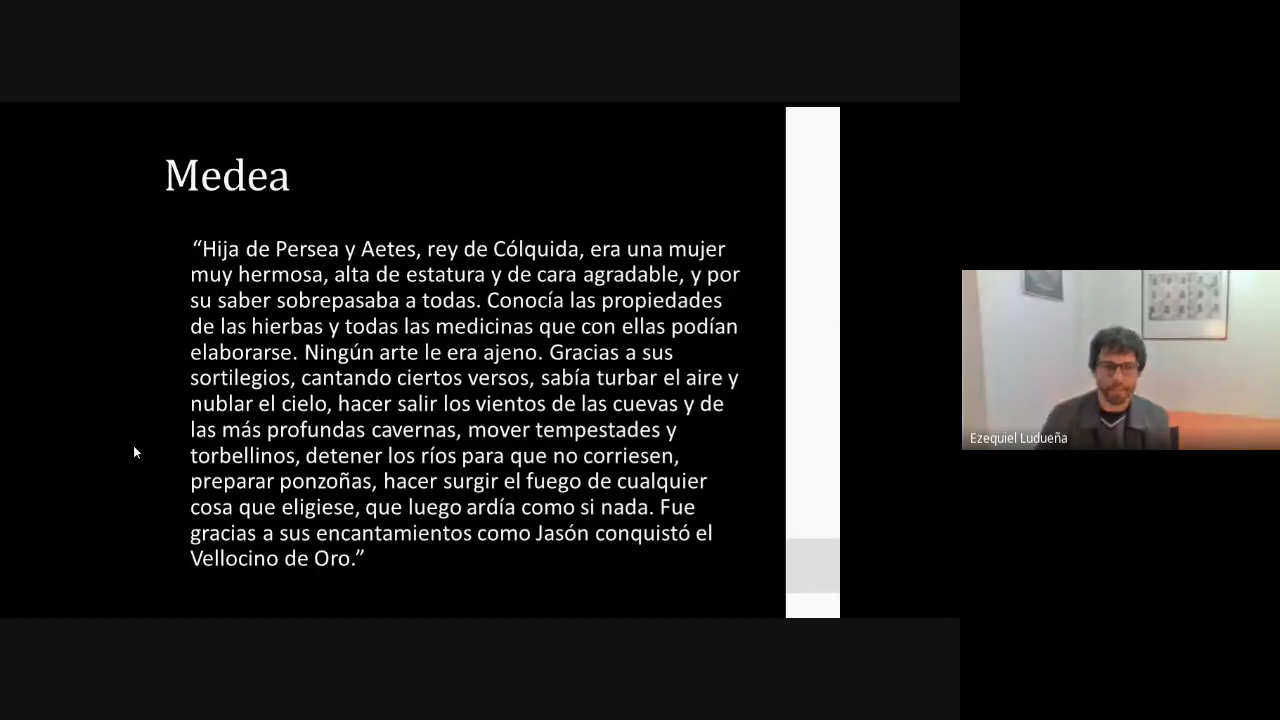 Medea
“Hija de Persea y Aetes, rey de Cólquida, era una mujer
muy hermosa, alta de estatura y de cara agradable, y por
su saber sobrepasaba a todas. Conocía las propiedades
de las hierbas y todas las medicinas que con ellas podían
elaborarse. Ningún arte le era ajeno. Gracias a sus
sortilegios, cantando ciertos versos, sabía turbar el aire y
nublar el cielo, hacer salir los vientos de las cuevas y de
las más profundas cavernas, mover tempestades y
torbellinos, detener los ríos para que no corriesen,
preparar ponzoñas, hacer surgir el fuego de cualquier
cosa que eligiese, que luego ardía como si nada. Fue
gracias a sus encantamientos como Jasón conquistó el
Vellocino de Oro.”
Ezequiel Ludueña